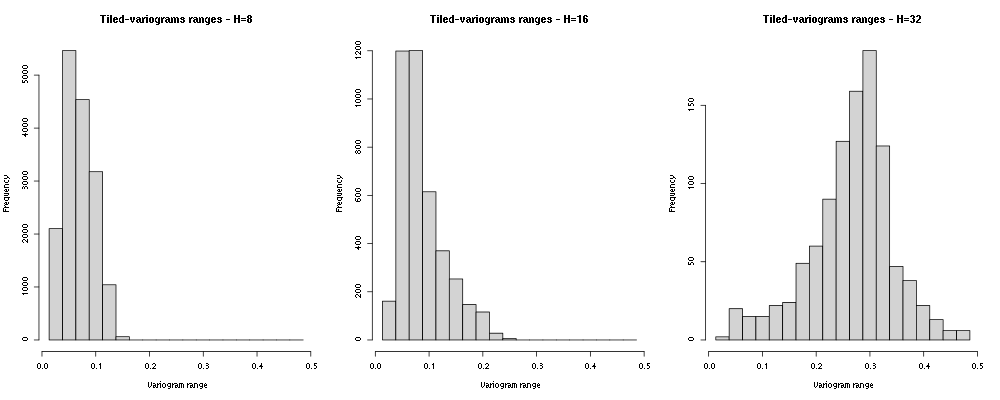 Tiled-variograms ranges - H=8
Frequency
5000
4000
3000
2000
1000
0
0.0 0.1 0.2 0.3 0.4 0.5
Variogram range
Tiled-variograms ranges - H=16
Frequency
1200
1000
800
600
400
200
0
0.0 0.1 0.2 0.3 0.4 0.5
Variogram range
Tiled-variograms ranges - H=32
Frequency
150
100
50
0
0.0 0.1 0.2 0.3 0.4 0.5
Variogram range